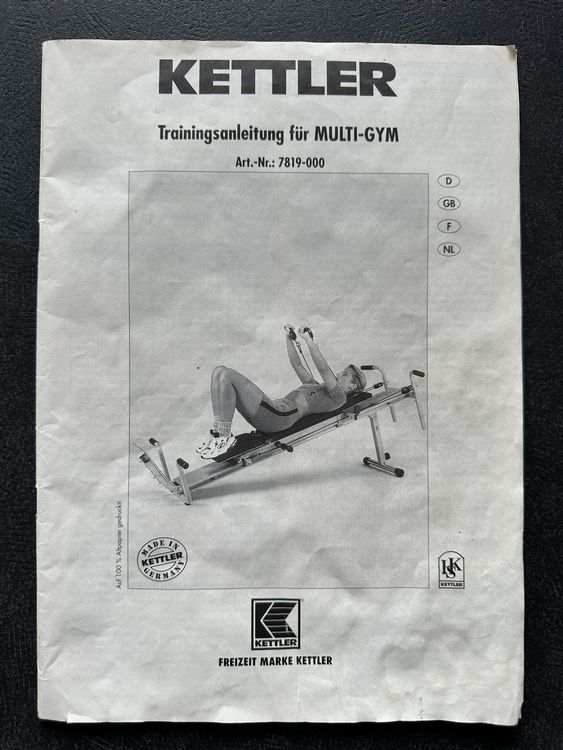 KETTLER
Trainingsanleitung für MULTI-GYM
Art.-Nr.: 7819-000
D
GB
F
NL
Auf 100 % Altpapier gedruckt!
MADE IN
KETTLER
GERMANY
HKS
KETTLER
KETTLER
FREIZEIT MARKE KETTLER